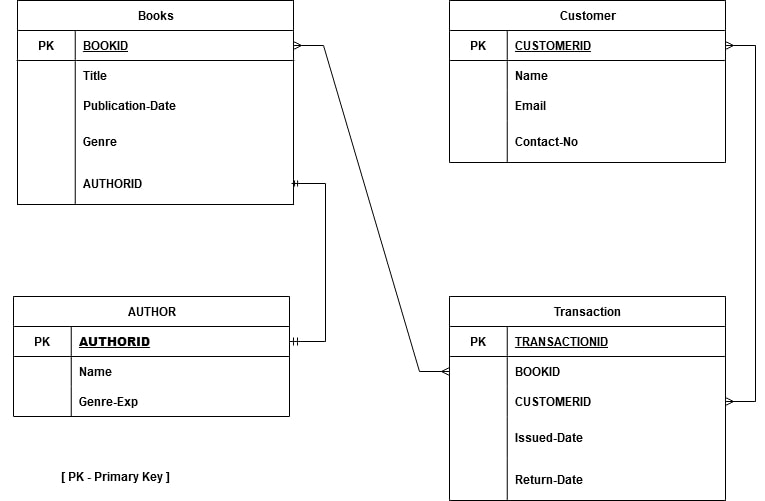 Books
PK BOOKID
Title
Publication-Date
Genre
AUTHORID
Customer
PK CUSTOMERID
Name
Email
Contact-No
AUTHOR
PK AUTHORID
Name
Genre-Exp
Transaction
PK TRANSACTIONID
BOOKID
CUSTOMERID
Issued-Date
Return-Date
[ PK - Primary Key ]